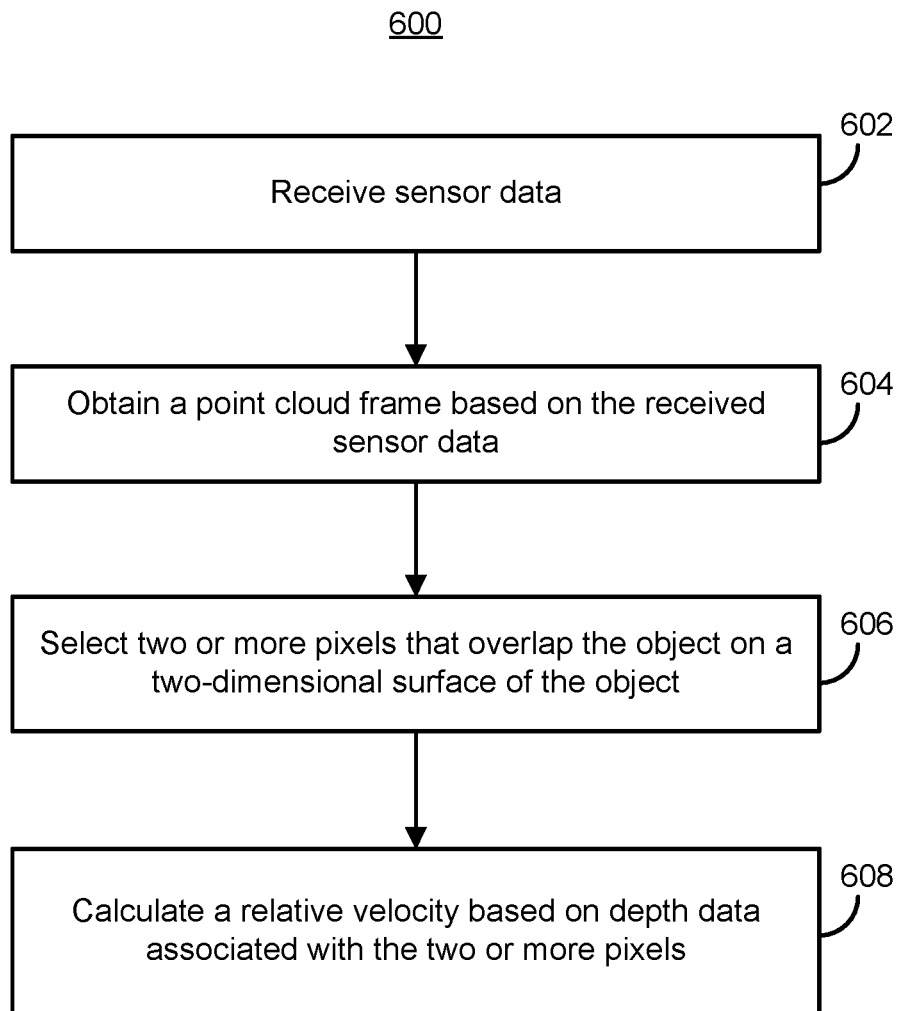 600
602
Receive sensor data
604
Obtain a point cloud frame based on the received
sensor data
606
Select two or more pixels that overlap the object on a
two-dimensional surface of the object
608
Calculate a relative velocity based on depth data
associated with the two or more pixels